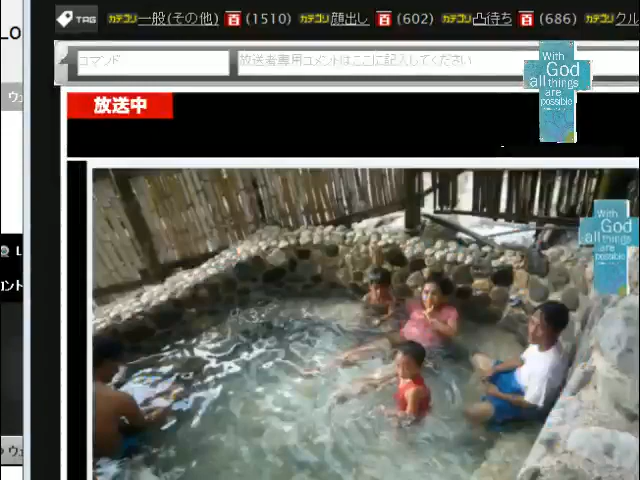 TAG カテゴリ 一般(その他) 百 (1510) カテゴリ 顔出し 百 (602) カテゴリ 凸待ち 百 (686) カテゴリ クル
コマンド 放送者専用コメントはここに記入してください
放送中
With
God
all things
are
possible
With
God
all things
are
possible